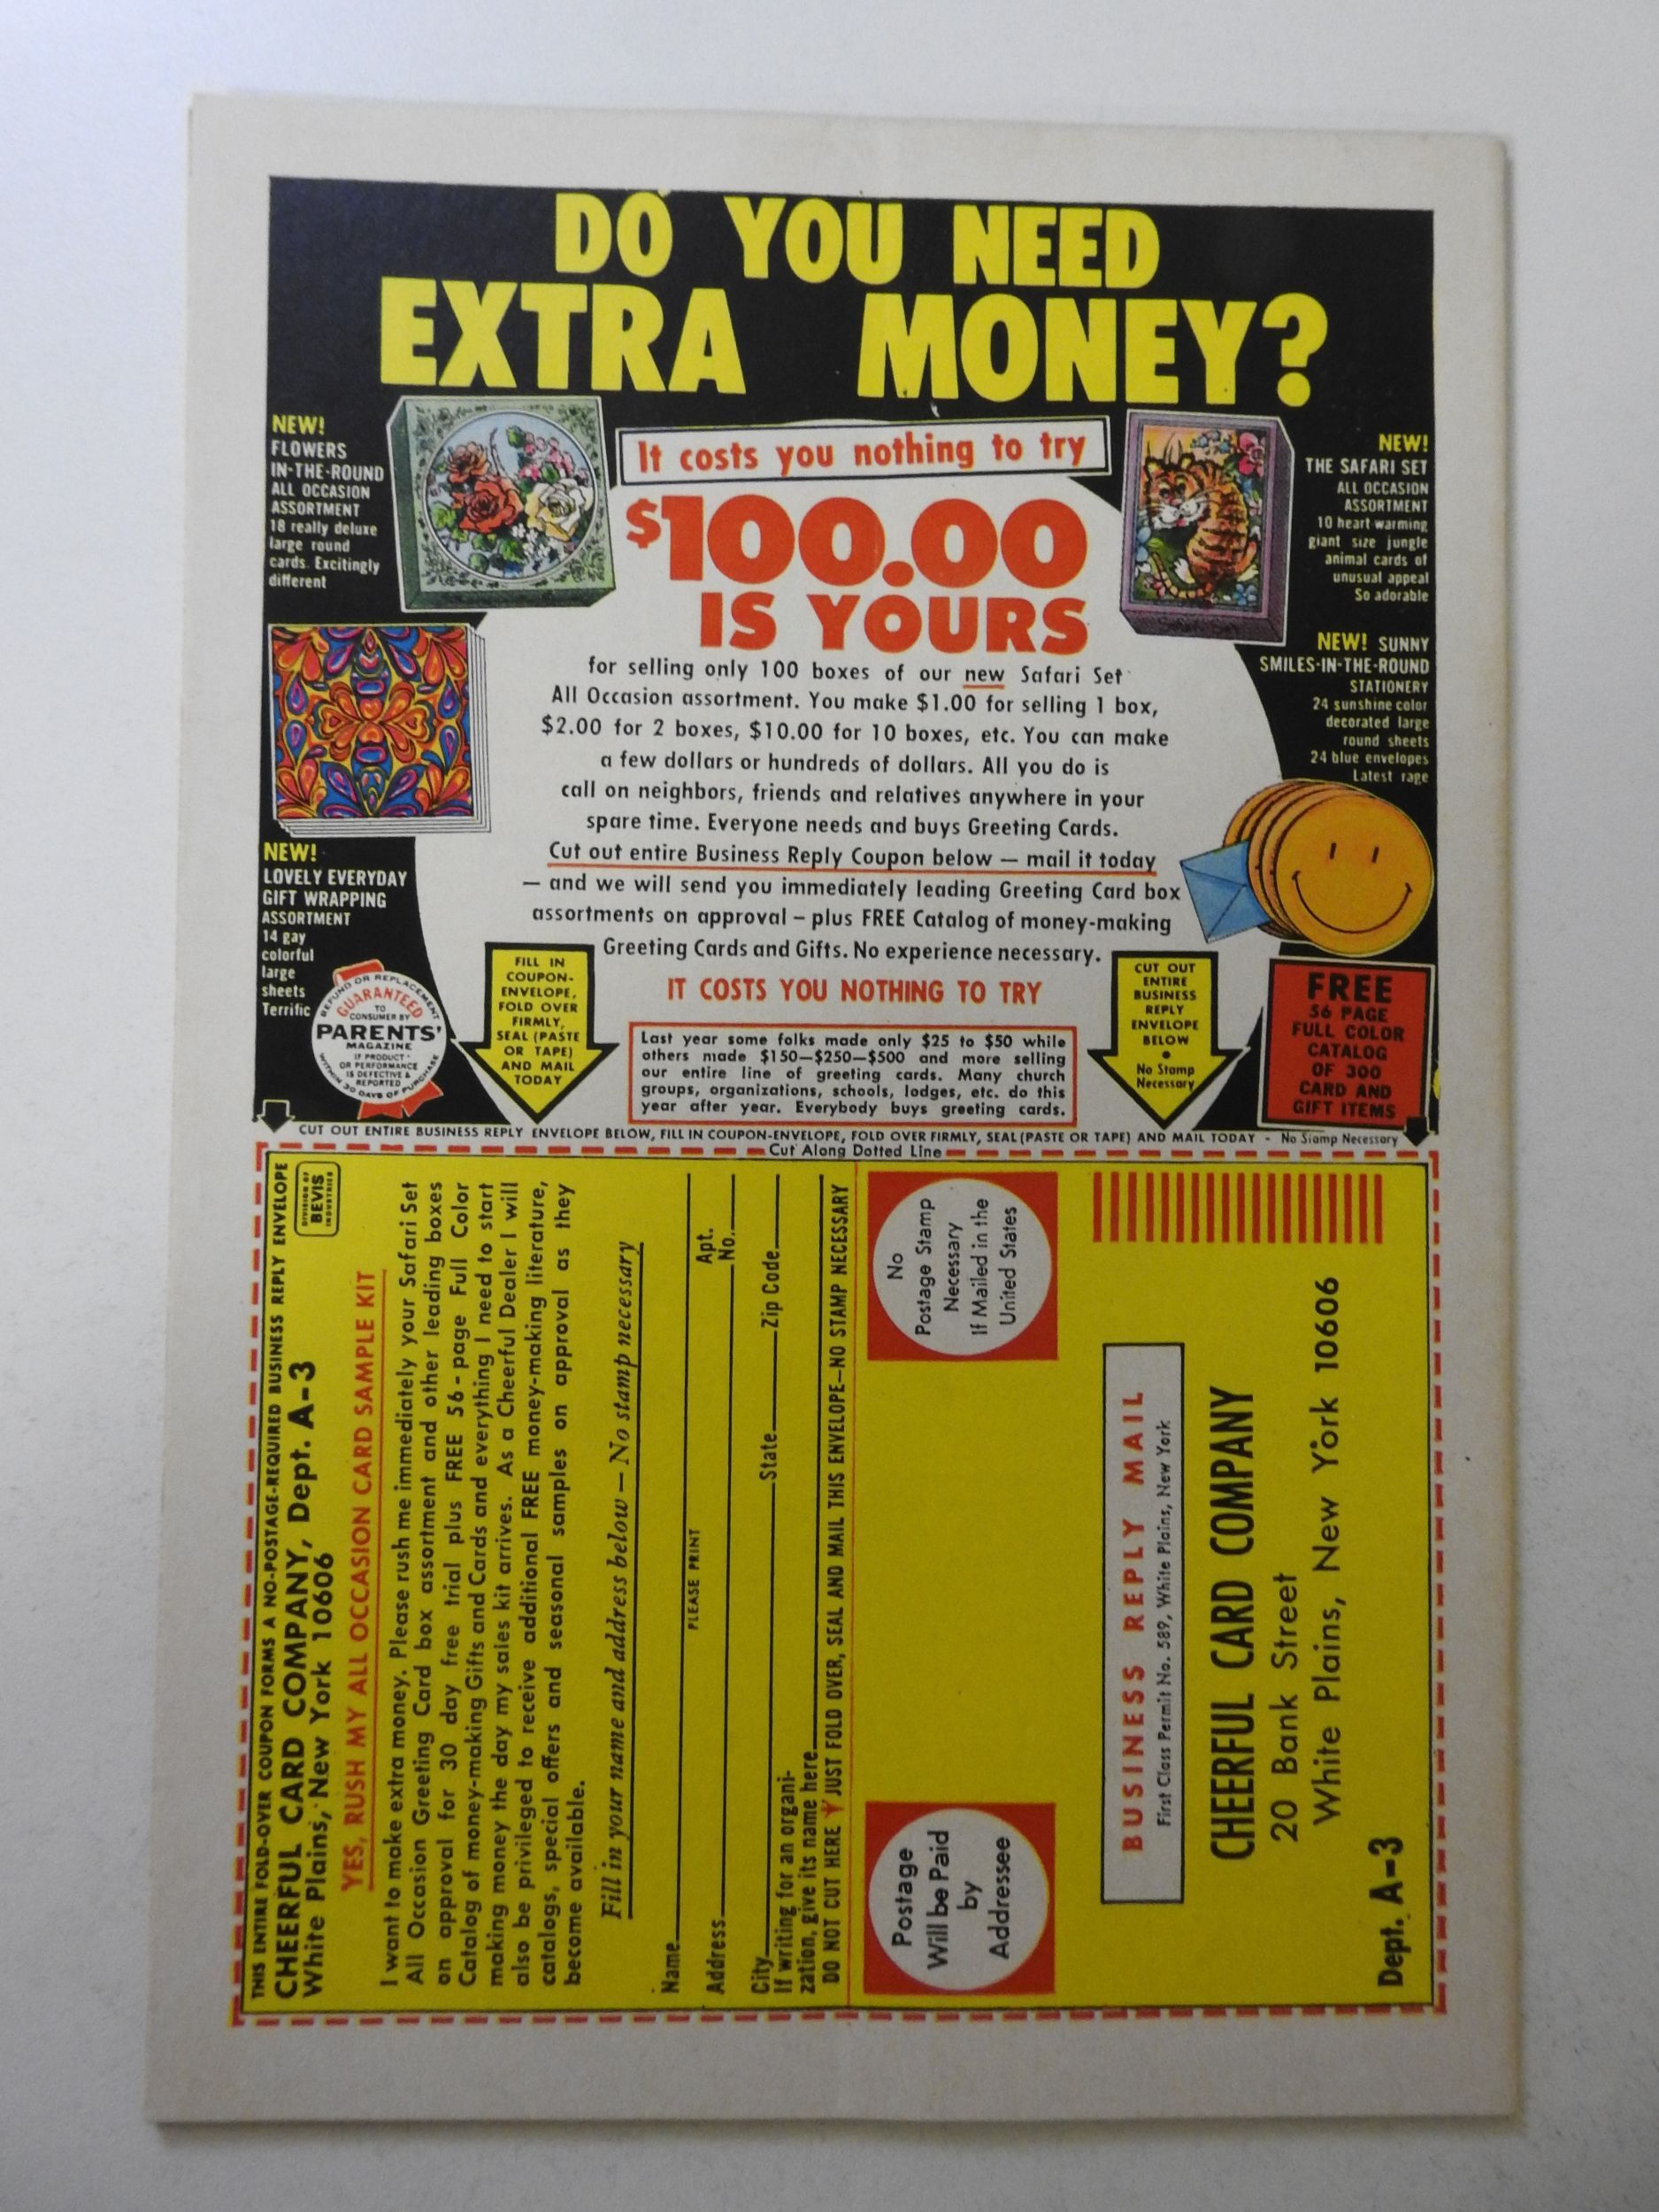 DO YOU NEED
EXTRA MONEY?
NEW!
FLOWERS
IN-THE-ROUND
ALL OCCASION
ASSORTMENT
18 really deluxe
large round
cards. Excitingly
different
It costs you nothing to try
$100.00
IS YOURS
NEW!
THE SAFARI SET
ALL OCCASION
ASSORTMENT
10 heart warming
giant size jungle
animal cards of
unusual appeal
So adorable
Safari Set
for selling only 100 boxes of our new Safari Set
All Occasion assortment. You make $1.00 for selling 1 box,
$2.00 for 2 boxes, $10.00 for 10 boxes, etc. You can make
a few dollars or hundreds of dollars. All you do is
call on neighbors, friends and relatives anywhere in your
spare time. Everyone needs and buys Greeting Cards.
Cut out entire Business Reply Coupon below — mail it today
— and we will send you immediately leading Greeting Card box
assortments on approval – plus FREE Catalog of money-making
Greeting Cards and Gifts. No experience necessary.
NEW! SUNNY
SMILES-IN-THE-ROUND
STATIONERY
24 sunshine color
decorated large
round sheets
24 blue envelopes
Latest rage
NEW!
LOVELY EVERYDAY
GIFT WRAPPING
ASSORTMENT
14 gay
colorful
large
sheets
Terrific
REFUND OR REPLACEMENT
GUARANTEED
TO
CONSUMER BY
PARENTS'
MAGAZINE
IF PRODUCT
OR PERFORMANCE
IS DEFECTIVE &
REPORTED
WITHIN 30 DAYS OF PURCHASE
FILL IN
COUPON-
ENVELOPE,
FOLD OVER
FIRMLY,
SEAL (PASTE
OR TAPE)
AND MAIL
TODAY
IT COSTS YOU NOTHING TO TRY
Last year some folks made only $25 to $50 while
others made $150—$250—$500 and more selling
our entire line of greeting cards. Many church
groups, organizations, schools, lodges, etc. do this
year after year. Everybody buys greeting cards.
CUT OUT
ENTIRE
BUSINESS
REPLY
ENVELOPE
BELOW
•
No Stamp
Necessary
FREE
56 PAGE
FULL COLOR
CATALOG
OF 300
CARD AND
GIFT ITEMS
CUT OUT ENTIRE BUSINESS REPLY ENVELOPE BELOW, FILL IN COUPON-ENVELOPE, FOLD OVER FIRMLY, SEAL (PASTE OR TAPE) AND MAIL TODAY - No Stamp Necessary
Cut Along Dotted Line
THIS ENTIRE FOLD-OVER COUPON FORMS A NO-POSTAGE-REQUIRED BUSINESS REPLY ENVELOPE
CHEERFUL CARD COMPANY, Dept. A-3
White Plains, New York 10606
DIVISION OF
BEVIS
INDUSTRIES
YES, RUSH MY ALL OCCASION CARD SAMPLE KIT
I want to make extra money. Please rush me immediately your Safari Set
All Occasion Greeting Card box assortment and other leading boxes
on approval for 30 day free trial plus FREE 56-page Full Color
Catalog of money-making Gifts and Cards and everything I need to start
making money the day my sales kit arrives. As a Cheerful Dealer I will
also be privileged to receive additional FREE money-making literature,
catalogs, special offers and seasonal samples on approval as they
become available.
Fill in your name and address below — No stamp necessary
Name
PLEASE PRINT
Address Apt. No.
City State Zip Code
If writing for an organi-
zation, give its name here
DO NOT CUT HERE JUST FOLD OVER, SEAL AND MAIL THIS ENVELOPE—NO STAMP NECESSARY
Postage
Will be Paid
by
Addressee
No
Postage Stamp
Necessary
If Mailed in the
United States
BUSINESS REPLY MAIL
First Class Permit No. 589, White Plains, New York
CHEERFUL CARD COMPANY
20 Bank Street
White Plains, New York 10606
Dept. A-3